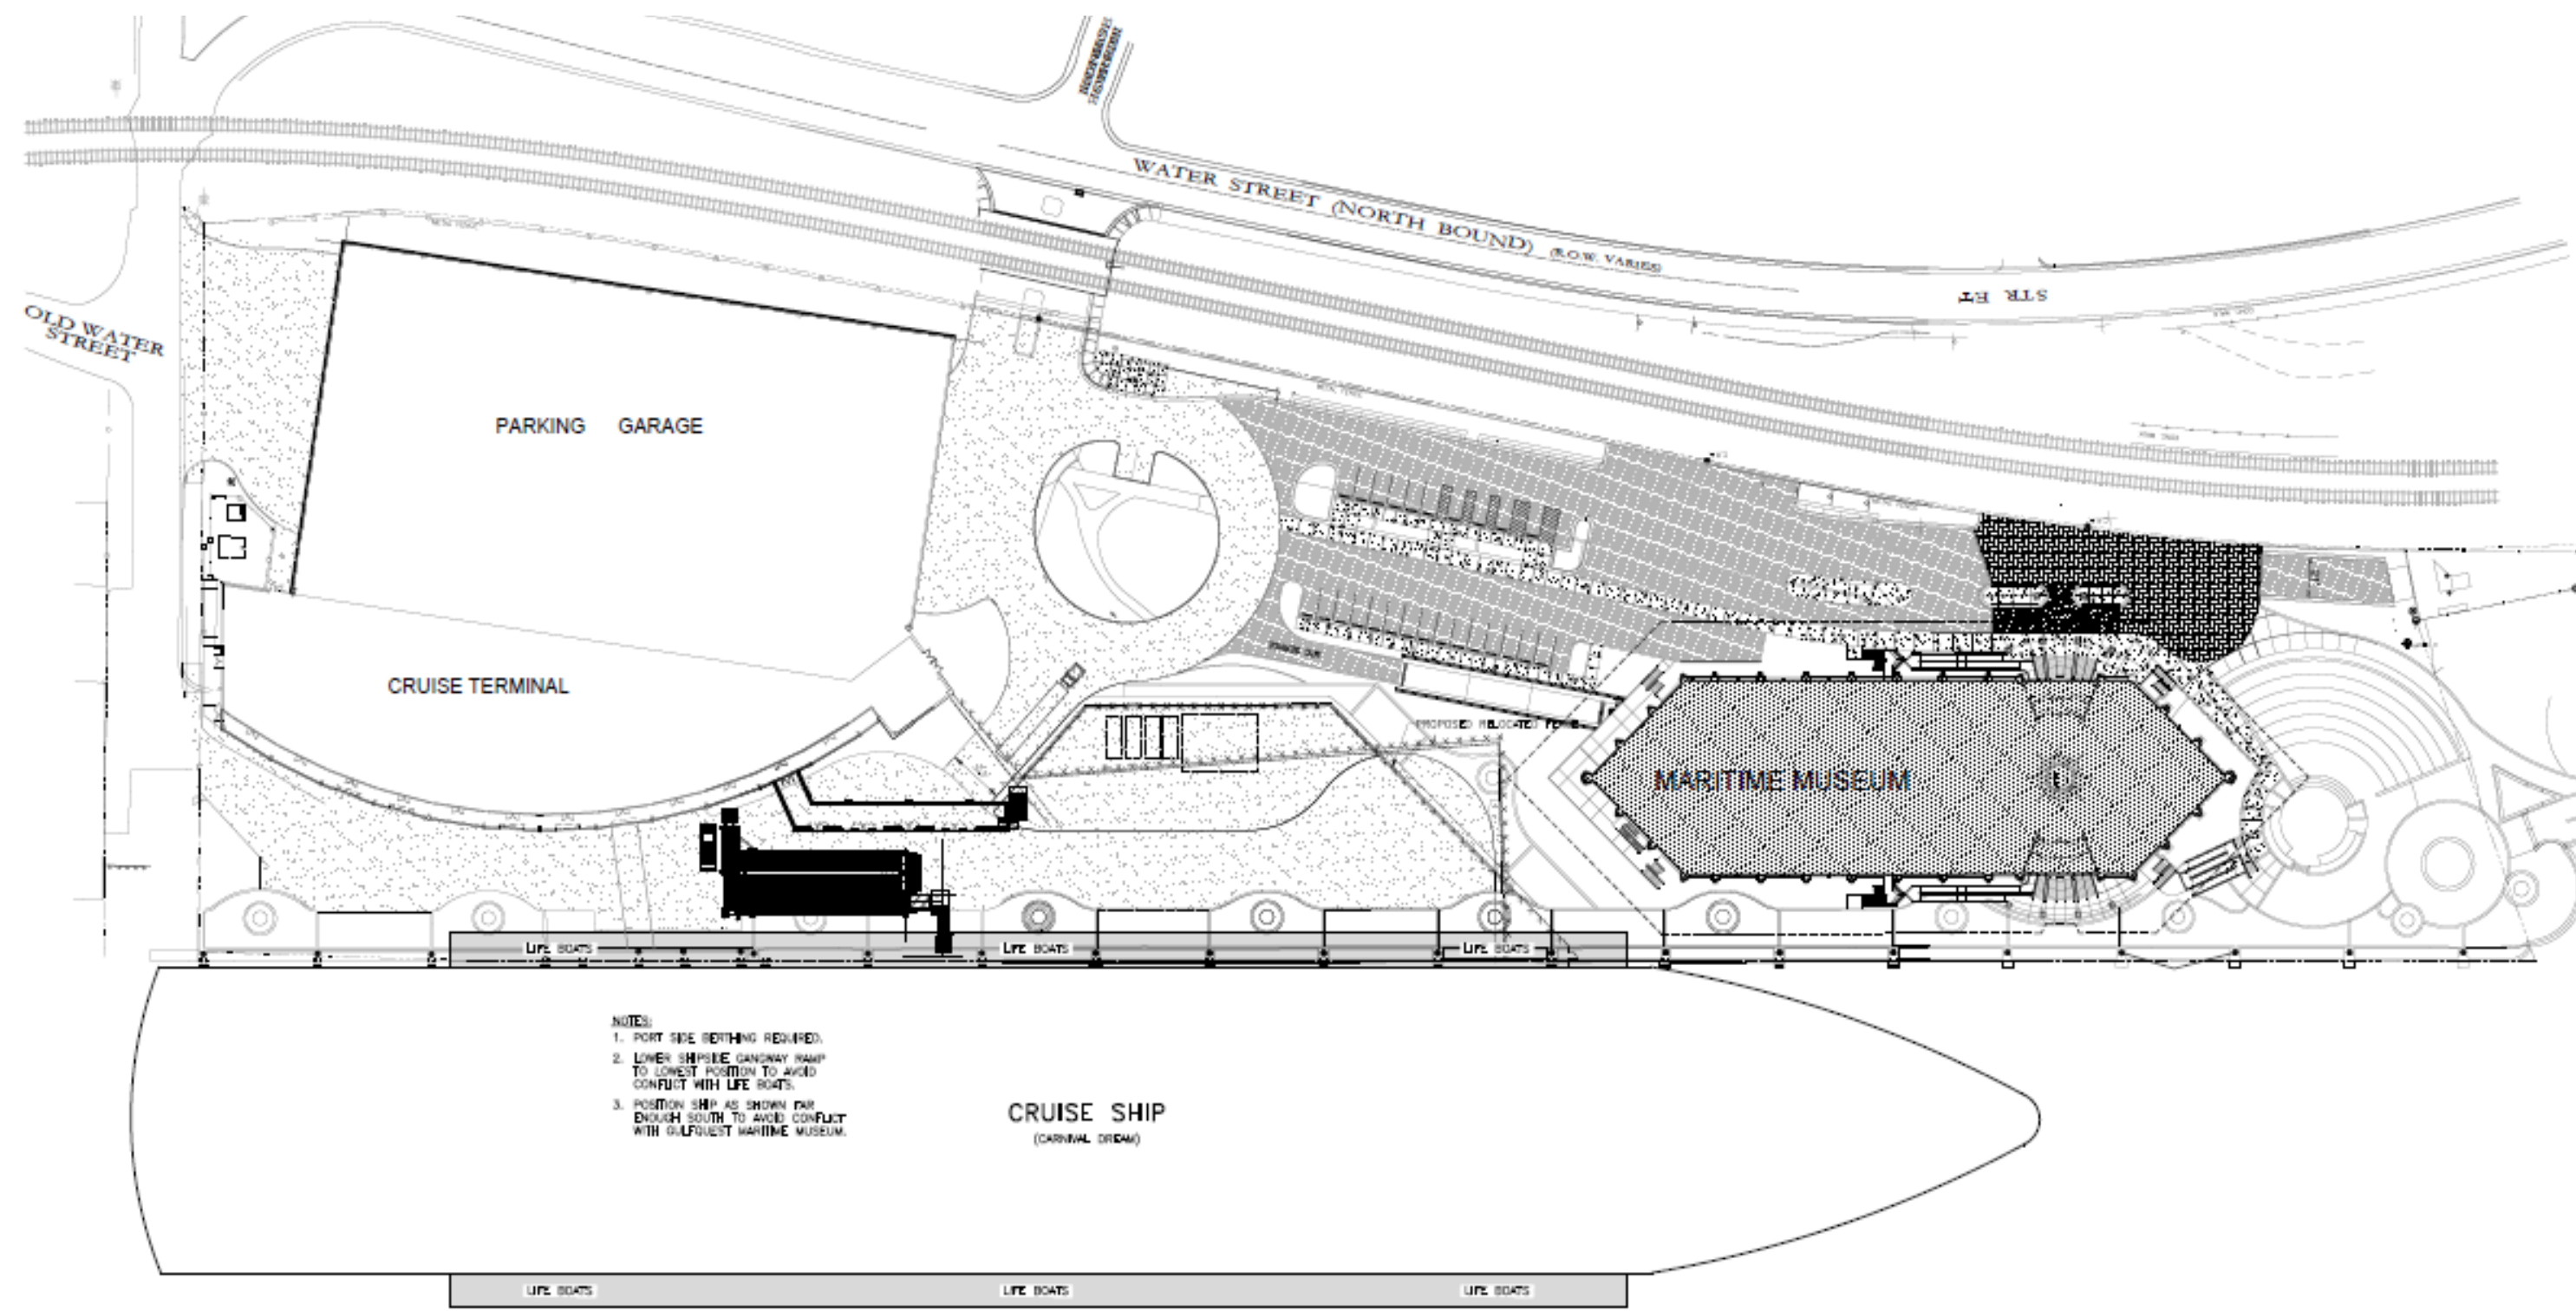 WATER STREET (NORTH BOUND) (R.O.W. VARIES)
OLD WATER
STREET
PARKING GARAGE
CRUISE TERMINAL
PROPOSED RELOCATED
MARITIME MUSEUM
LIFE BOATS
LIFE BOATS
LIFE BOATS
NOTES:
1. PORT SIDE BERTHING REQUIRED.
2. LOWER SHIPSIDE GANGWAY RAMP
TO LOWEST POSITION TO AVOID
CONFLICT WITH LIFE BOATS.
3. POSITION SHIP AS SHOWN FAR
ENOUGH SOUTH TO AVOID CONFLICT
WITH GULFQUEST MARITIME MUSEUM.
CRUISE SHIP
(CARNIVAL DREAM)
LIFE BOATS
LIFE BOATS
LIFE BOATS